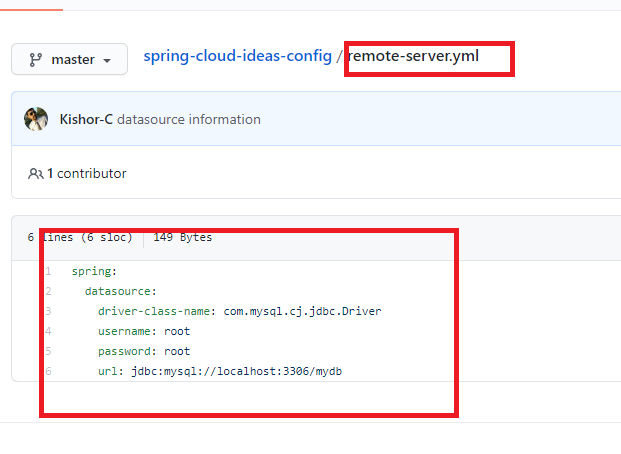 master spring-cloud-ideas-config / remote-server.yml
Kishor-C datasource information
1 contributor
6 lines (6 sloc) 149 Bytes
1 spring:
2 datasource:
3 driver-class-name: com.mysql.cj.jdbc.Driver
4 username: root
5 password: root
6 url: jdbc:mysql://localhost:3306/mydb